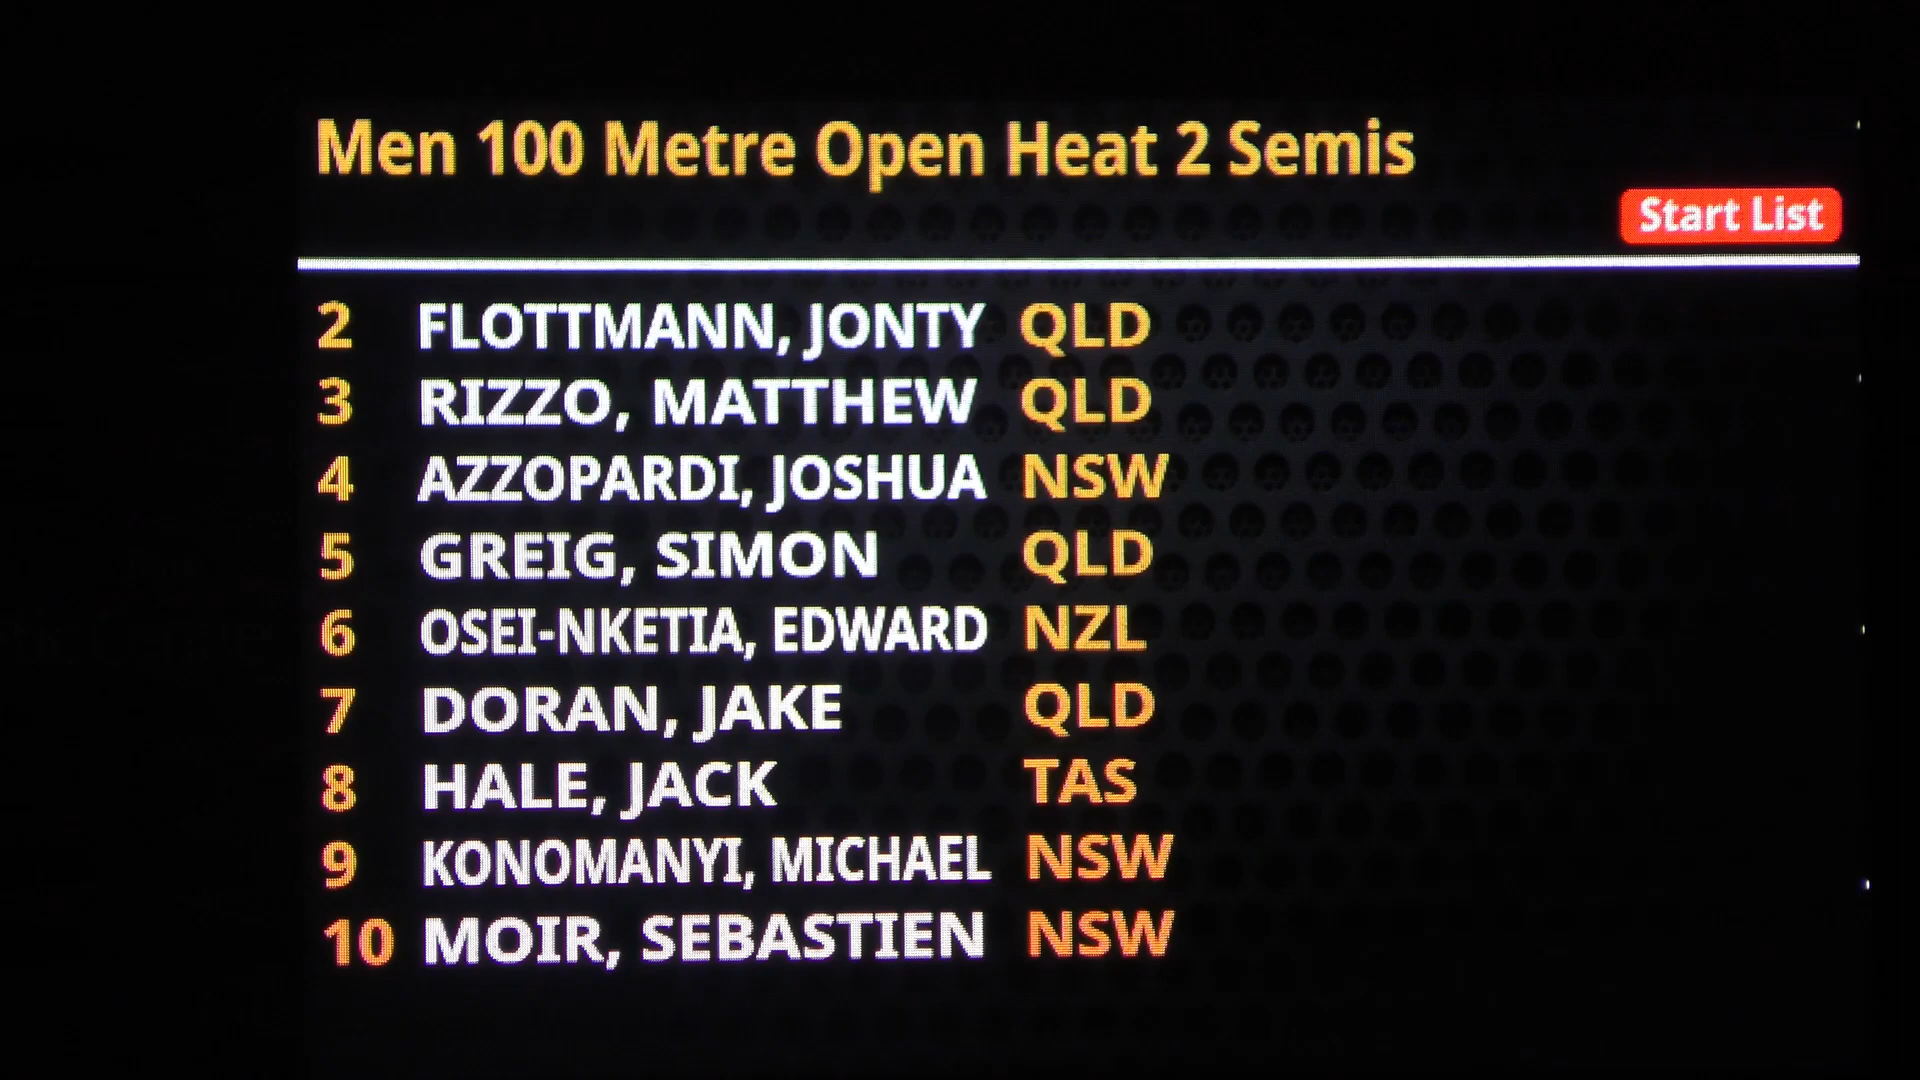 Men 100 Metre Open Heat 2 Semis
Start List
2 FLOTTMANN, JONTY QLD
3 RIZZO, MATTHEW QLD
4 AZZOPARDI, JOSHUA NSW
5 GREIG, SIMON QLD
6 OSEI-NKETIA, EDWARD NZL
7 DORAN, JAKE QLD
8 HALE, JACK TAS
9 KONOMANYI, MICHAEL NSW
10 MOIR, SEBASTIEN NSW